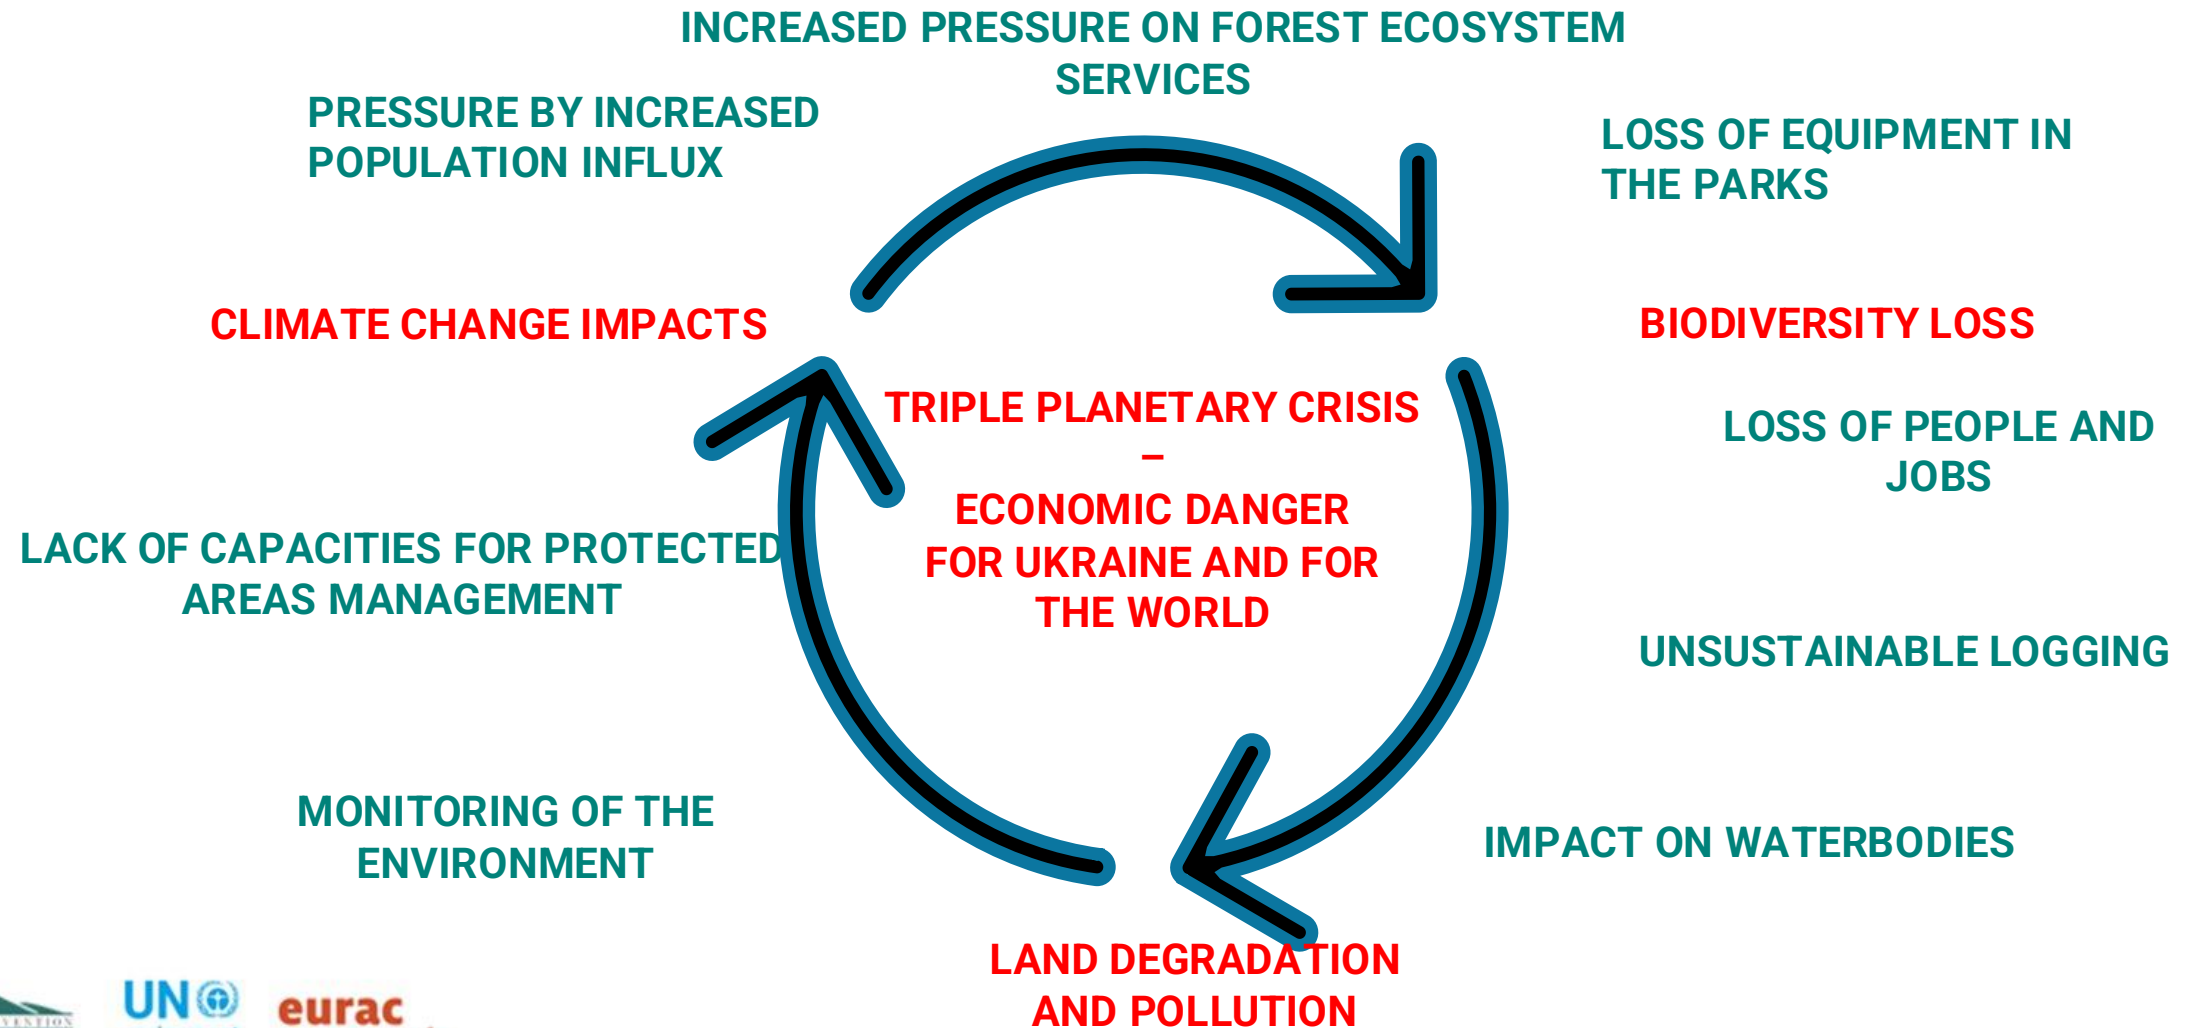 INCREASED PRESSURE ON FOREST ECOSYSTEM
SERVICES
PRESSURE BY INCREASED
POPULATION INFLUX
LOSS OF EQUIPMENT IN
THE PARKS
CLIMATE CHANGE IMPACTS
BIODIVERSITY LOSS
TRIPLE PLANETARY CRISIS
–
ECONOMIC DANGER
FOR UKRAINE AND FOR
THE WORLD
LOSS OF PEOPLE AND
JOBS
LACK OF CAPACITIES FOR PROTECTED
AREAS MANAGEMENT
UNSUSTAINABLE LOGGING
MONITORING OF THE
ENVIRONMENT
IMPACT ON WATERBODIES
LAND DEGRADATION
AND POLLUTION
UN
eurac